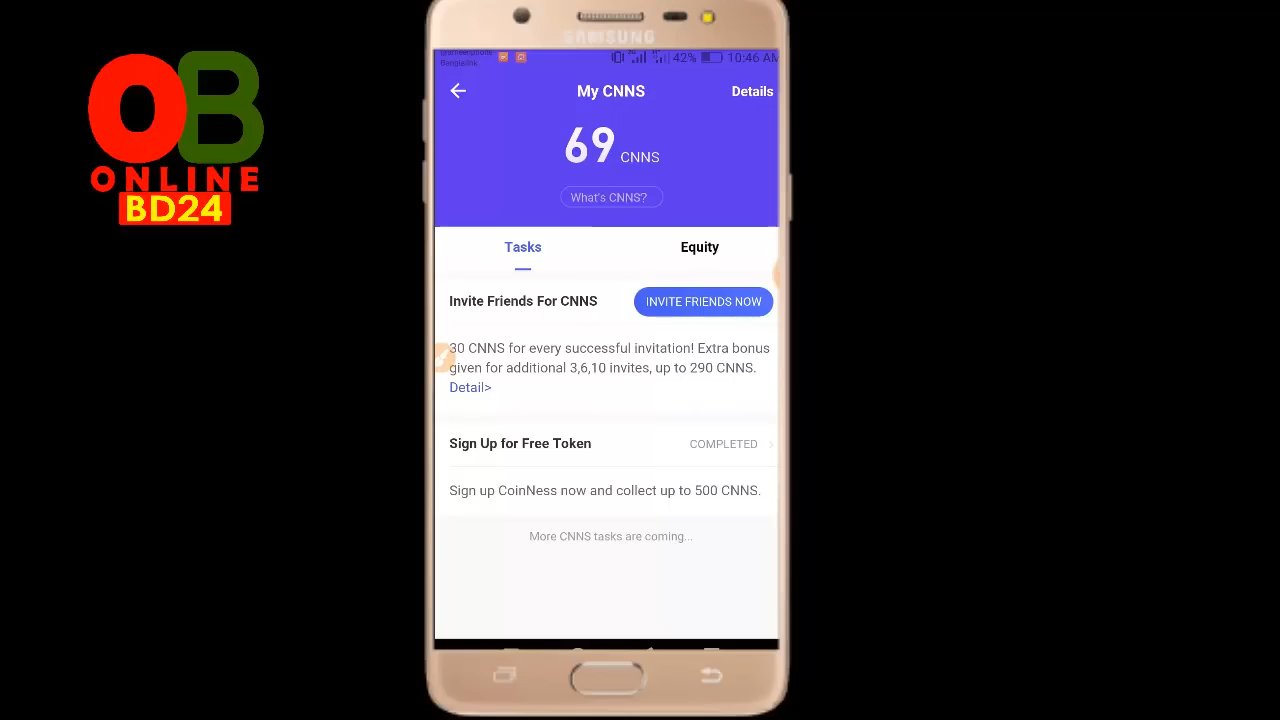 OB
ONLINE
BD24
SAMSUNG
Banglalink
42%
10:46 AM
My CNNS
Details
69 CNNS
What's CNNS?
Tasks
Equity
Invite Friends For CNNS
INVITE FRIENDS NOW
30 CNNS for every successful invitation! Extra bonus
given for additional 3,6,10 invites, up to 290 CNNS.
Detail>
Sign Up for Free Token
COMPLETED >
Sign up CoinNess now and collect up to 500 CNNS.
More CNNS tasks are coming...